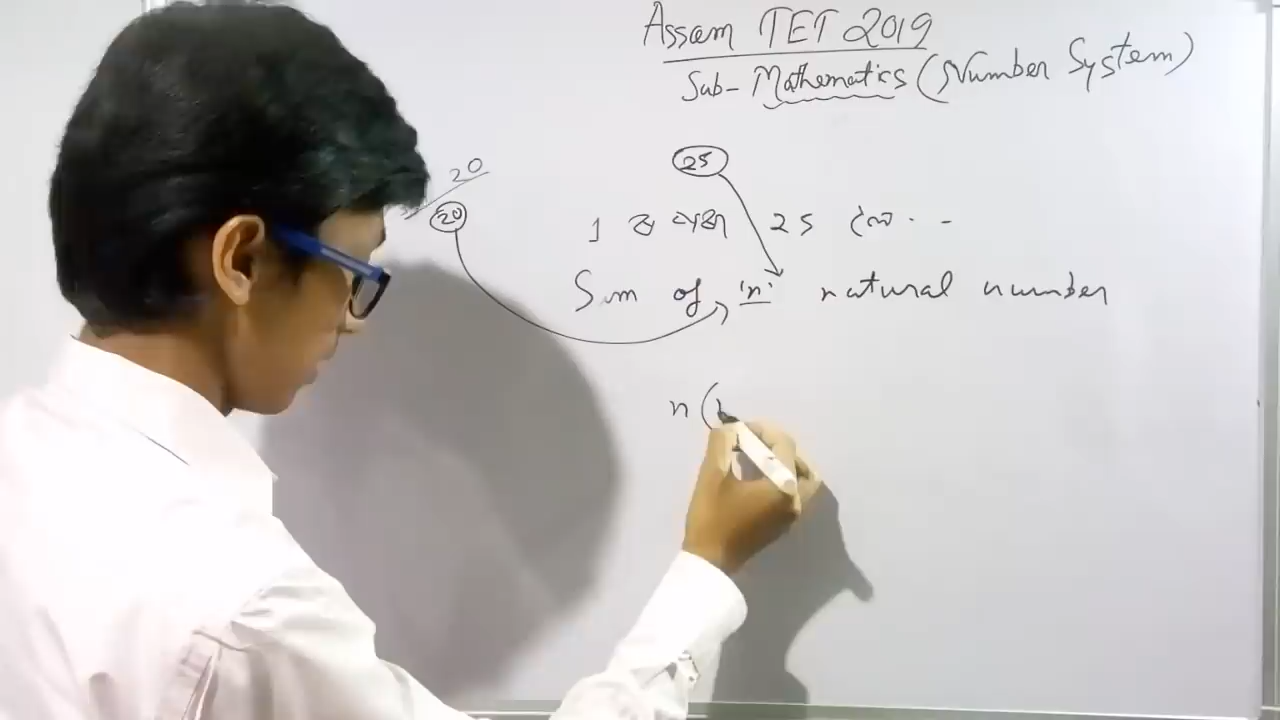 Assam TET 2019
Sub- Mathematics (Number System)
20
20
25
1 ৰ পৰা 25 লৈ . -
Sum of 'n' natural number
n (